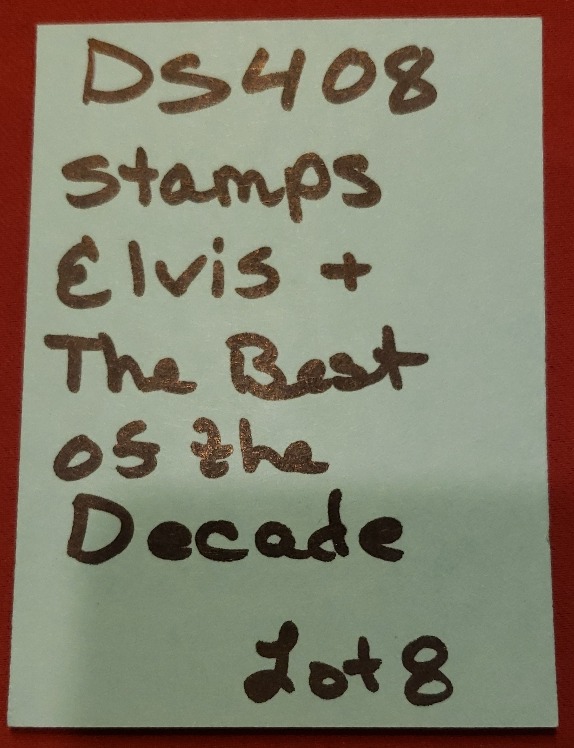 DS408
Stamps
Elvis +
The Best
of the
Decade
Lot 8